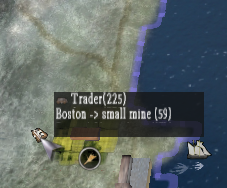 Trader(225)
Boston -> small mine (59)